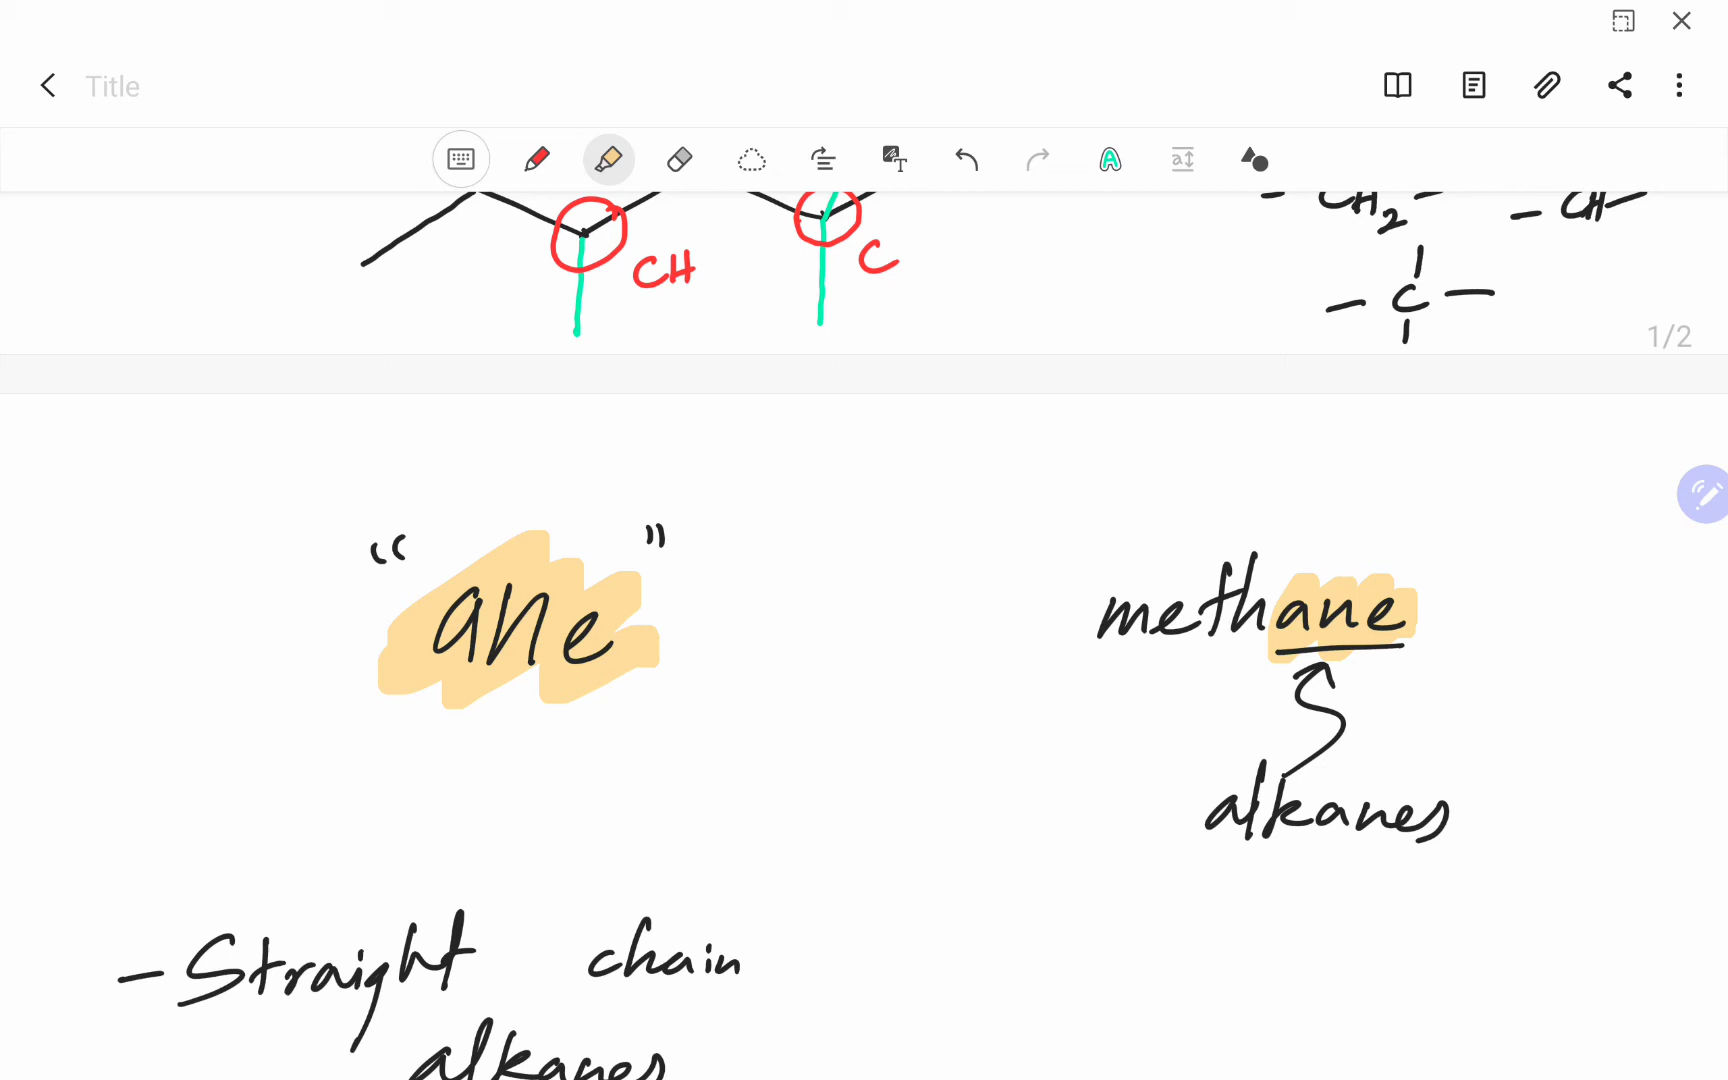 Title
- CH2 - - CH -
CH
C
- C -
1/2
"ane"
methane
alkanes
- Straight chain
alkanes